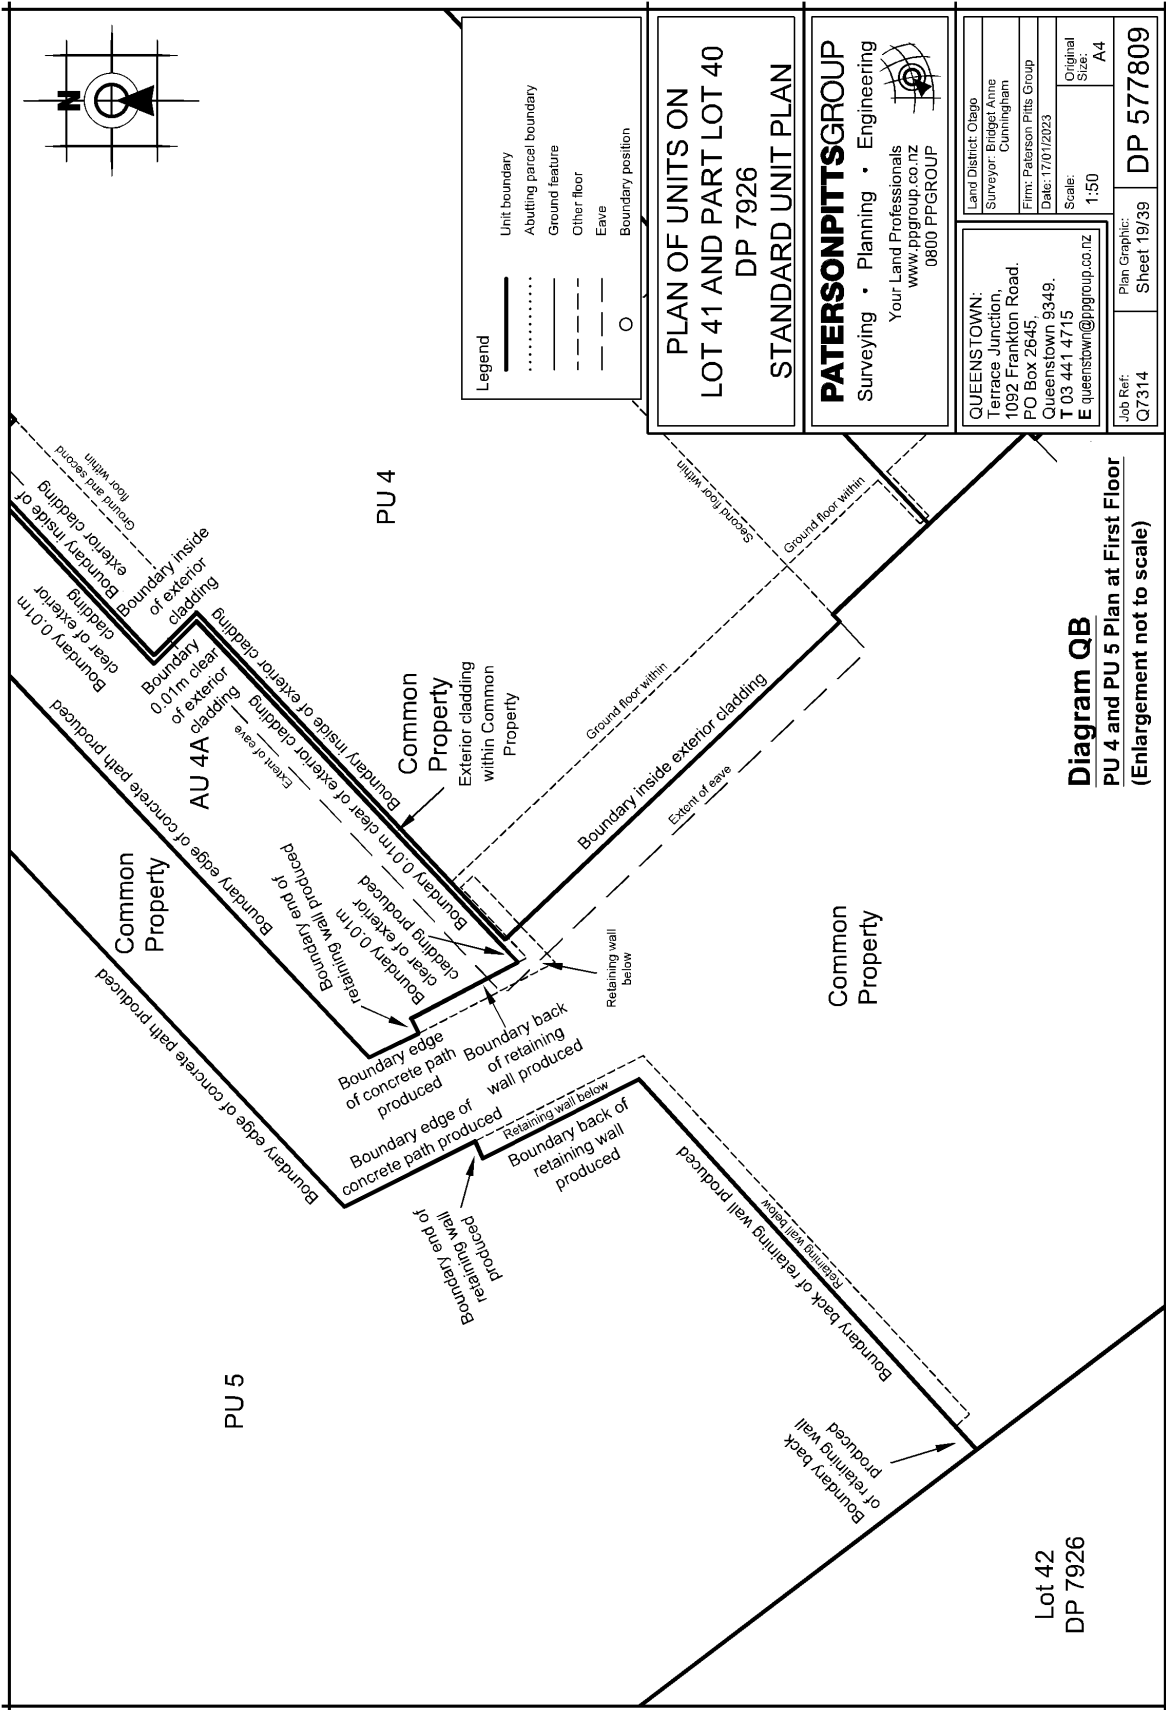 N
Legend
Unit boundary
Abutting parcel boundary
Ground feature
Other floor
Eave
Boundary position
PLAN OF UNITS ON
LOT 41 AND PART LOT 40
DP 7926
STANDARD UNIT PLAN
PATERSONPITTSGROUP
Surveying • Planning • Engineering
Your Land Professionals
www.ppgroup.co.nz
0800 PPGROUP
QUEENSTOWN:
Terrace Junction,
1092 Frankton Road.
PO Box 2645,
Queenstown 9349.
T 03 441 4715
E queenstown@ppgroup.co.nz
Land District: Otago
Surveyor: Bridget Anne
Cunningham
Firm: Paterson Pitts Group
Date: 17/01/2023
Scale:
1:50
Original
Size:
A4
Job Ref:
Q7314
Plan Graphic:
Sheet 19/39
DP 577809
Diagram QB
PU 4 and PU 5 Plan at First Floor
(Enlargement not to scale)
PU 4
Ground and second
floor within
Boundary inside of
exterior cladding
Boundary 0.01m
clear of exterior
cladding
Boundary inside
of exterior
cladding
Boundary
0.01m clear
of exterior
cladding
AU 4A
Extent of eave
Boundary inside of exterior cladding
Boundary 0.01m clear of exterior cladding
Common
Property
Exterior cladding
within Common
Property
Second floor within
Ground floor within
Ground floor within
Boundary inside exterior cladding
Extent of eave
Boundary edge of concrete path produced
Common
Property
Boundary edge of concrete path produced
Boundary end of
retaining wall produced
Boundary 0.01m
clear of exterior
cladding produced
Retaining wall
below
Common
Property
Boundary edge
of concrete path
produced
Boundary back
of retaining
wall produced
Boundary edge of
concrete path produced
Retaining wall below
Boundary back of
retaining wall
produced
Boundary end of
retaining wall
produced
Boundary back of retaining wall produced
Retaining wall below
PU 5
Boundary back
of retaining wall
produced
Lot 42
DP 7926